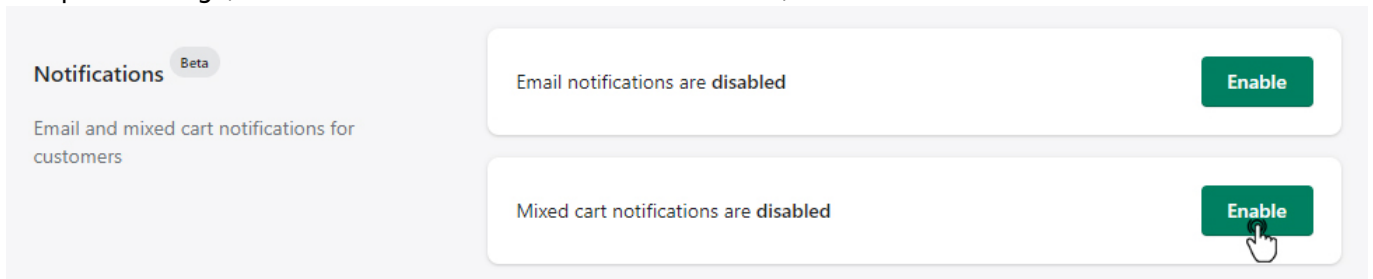 Notifications Beta
Email and mixed cart notifications for
customers
Email notifications are disabled
Enable
Mixed cart notifications are disabled
Enable